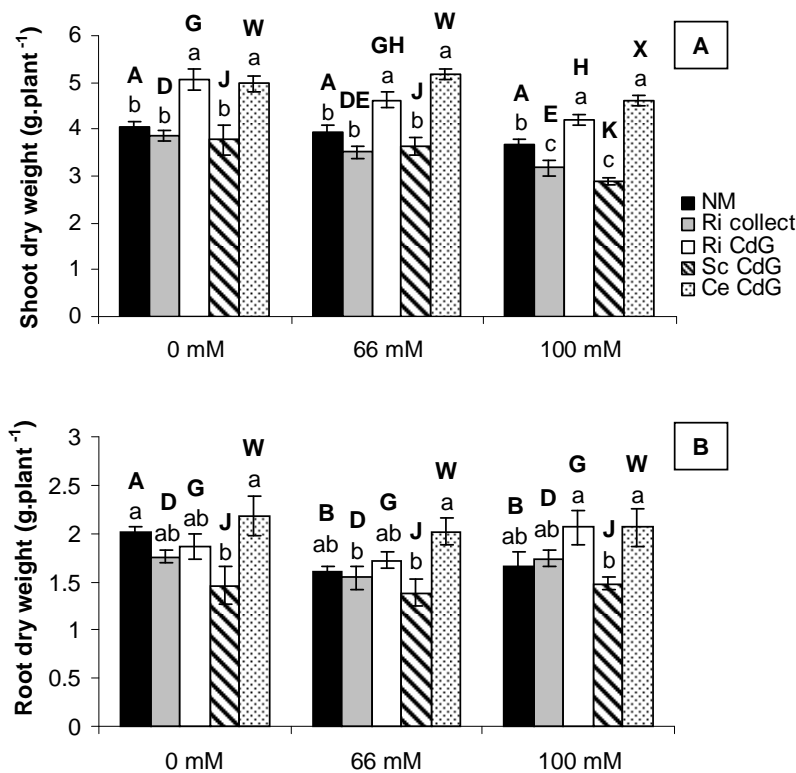 A
Shoot dry weight (g.plant -1)
6
5
4
3
2
1
0
A
b
D
b
G
a
J
b
W
a
A
b
DE
b
GH
a
J
b
W
a
A
b
E
c
H
a
K
c
X
a
0 mM
66 mM
100 mM
NM
Ri collect
Ri CdG
Sc CdG
Ce CdG
B
Root dry weight (g.plant -1)
3
2.5
2
1.5
1
0.5
0
A
a
D
ab
G
ab
J
b
W
a
B
ab
D
b
G
ab
J
b
W
a
B
ab
D
ab
G
a
J
b
W
a
0 mM
66 mM
100 mM